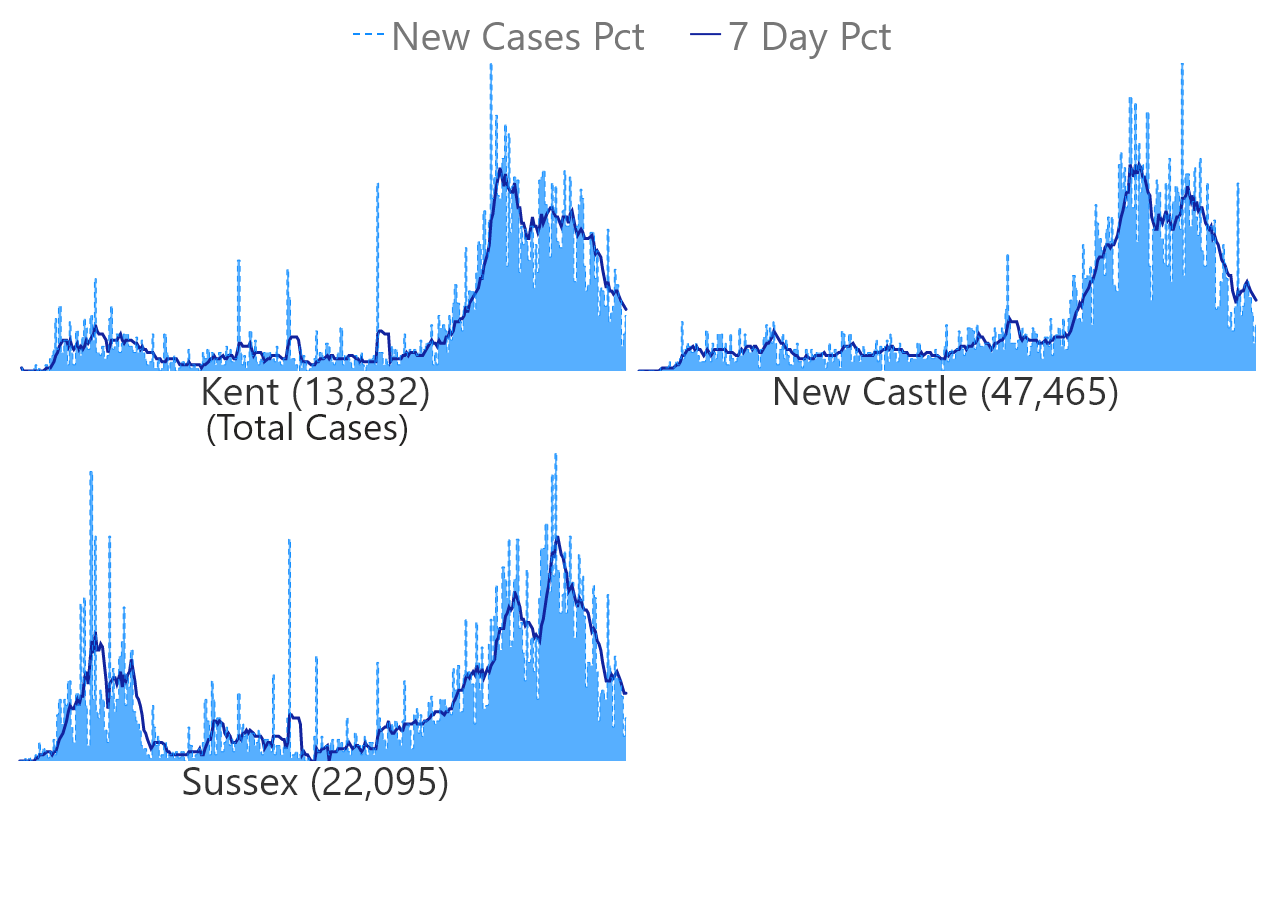 New Cases Pct 7 Day Pct
Kent (13,832)
(Total Cases)
New Castle (47,465)
Sussex (22,095)